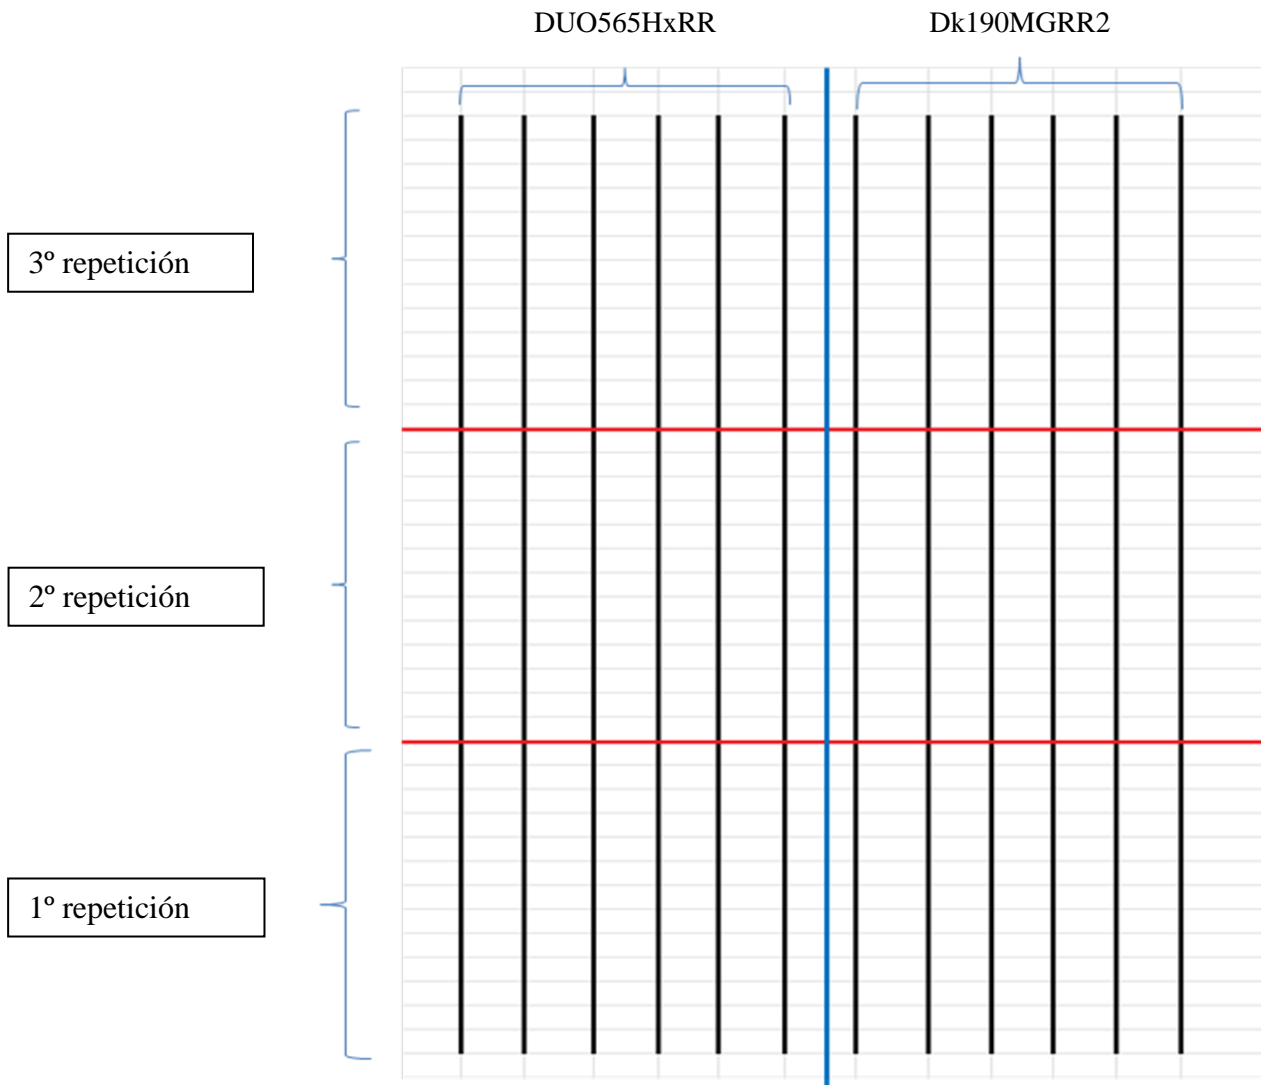 DUO565HxRR
Dk190MGRR2
3º repetición
2º repetición
1º repetición